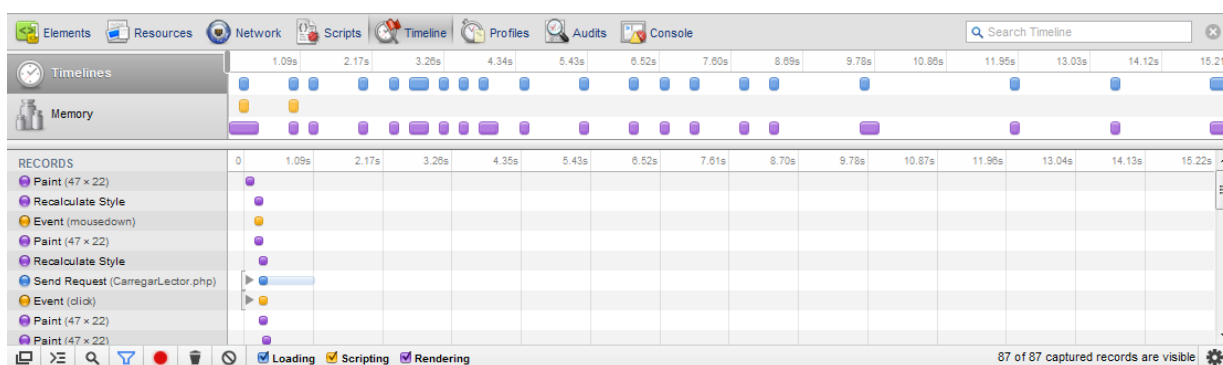 Elements Resources Network Scripts Timeline Profiles Audits Console Search Timeline
Timelines 1.09s 2.17s 3.26s 4.34s 5.43s 6.52s 7.60s 8.69s 9.78s 10.86s 11.95s 13.03s 14.12s 15.21
Memory
RECORDS 0 1.09s 2.17s 3.26s 4.35s 5.43s 6.52s 7.61s 8.70s 9.78s 10.87s 11.96s 13.04s 14.13s 15.22s
Paint (47 × 22)
Recalculate Style
Event (mousedown)
Paint (47 × 22)
Recalculate Style
Send Request (CarregarLector.php)
Event (click)
Paint (47 × 22)
Paint (47 × 22)
Loading Scripting Rendering 87 of 87 captured records are visible